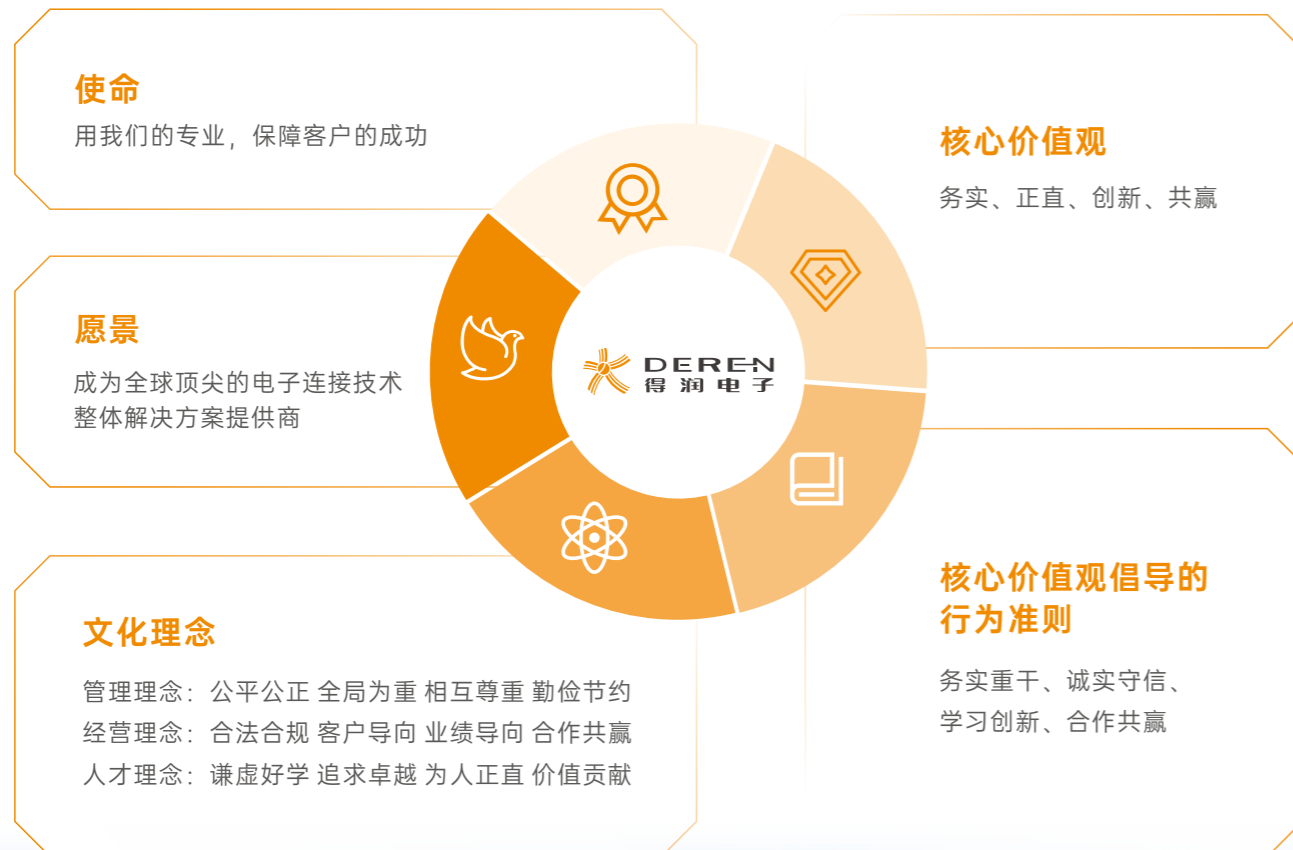 使命
用我们的专业，保障客户的成功
愿景
成为全球顶尖的电子连接技术
整体解决方案提供商
文化理念
管理理念：公平公正 全局为重 相互尊重 勤俭节约
经营理念：合法合规 客户导向 业绩导向 合作共赢
人才理念：谦虚好学 追求卓越 为人正直 价值贡献
DEREN
得润电子
核心价值观
务实、正直、创新、共赢
核心价值观倡导的
行为准则
务实重干、诚实守信、
学习创新、合作共赢